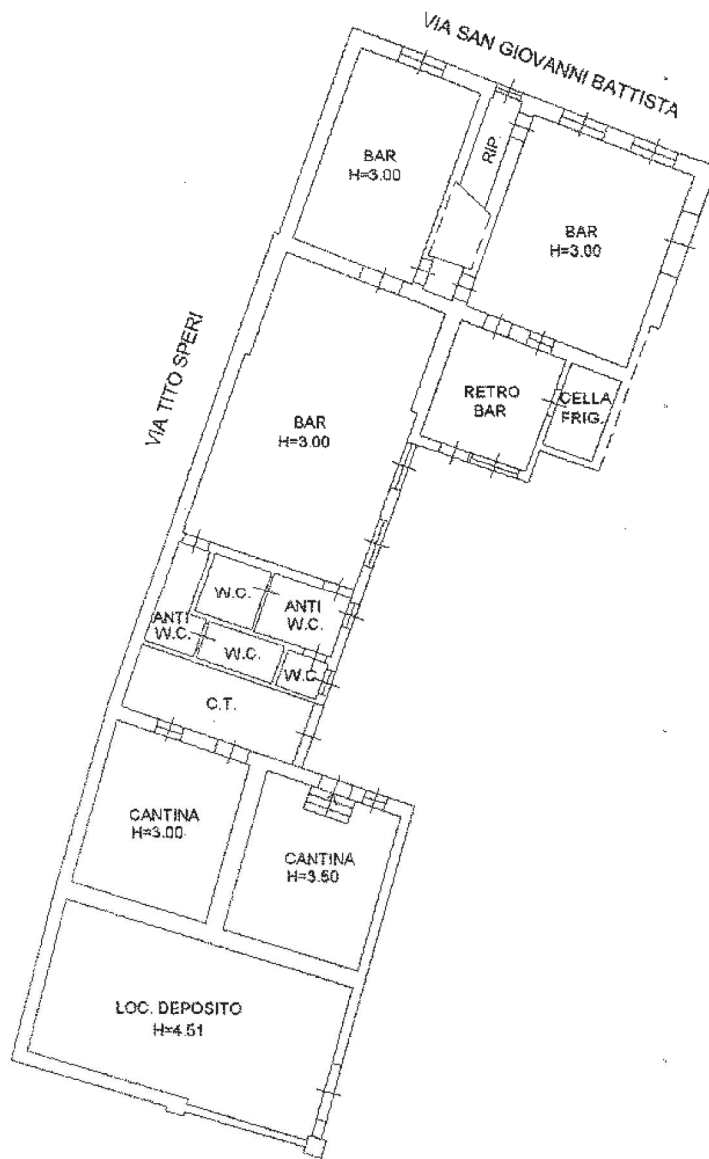 VIA SAN GIOVANNI BATTISTA
BAR
H=3.00
RIP.
BAR
H=3.00
VIA TITO SPERI
BAR
H=3.00
RETRO
BAR
CELLA
FRIG.
W.C.
ANTI
W.C.
ANTI
W.C.
W.C.
W.C.
C.T.
CANTINA
H=3.00
CANTINA
H=3.50
LOC. DEPOSITO
H=4.51